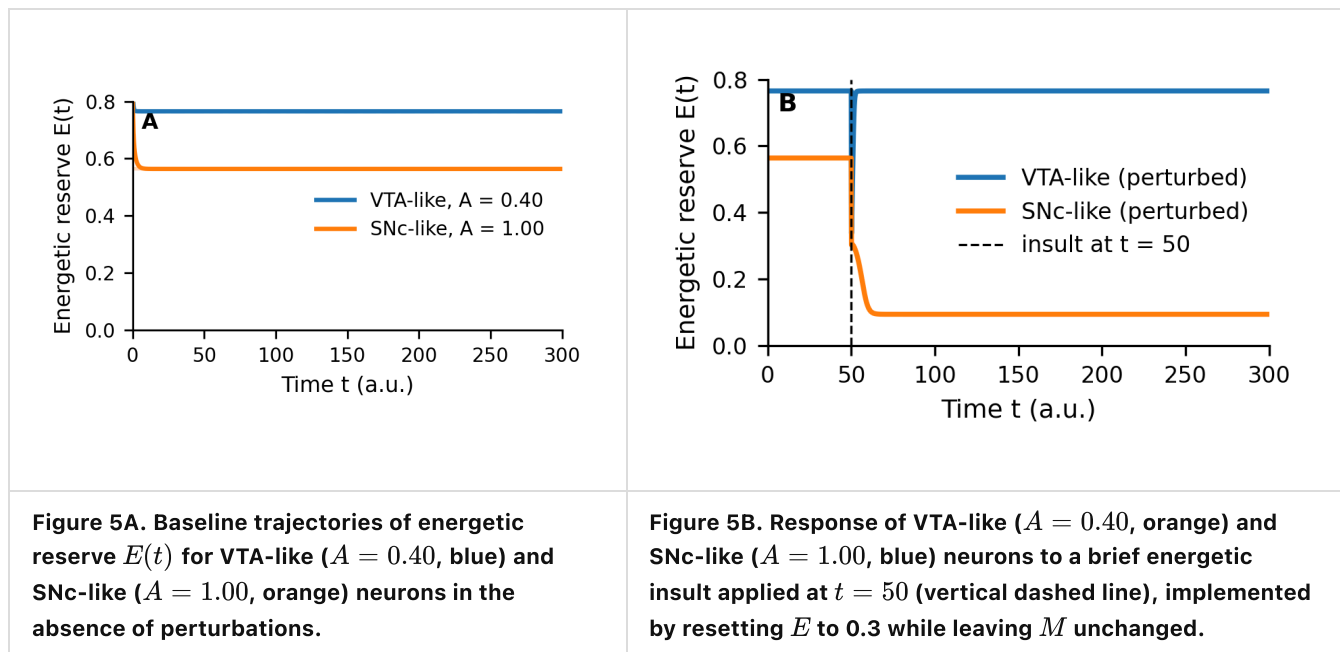 Energetic reserve E(t)
0.8
0.6
0.4
0.2
0.0
A
VTA-like, A = 0.40
SNc-like, A = 1.00
0 50 100 150 200 250 300
Time t (a.u.)
Energetic reserve E(t)
0.8
0.6
0.4
0.2
0.0
B
VTA-like (perturbed)
SNc-like (perturbed)
insult at t = 50
0 50 100 150 200 250 300
Time t (a.u.)
Figure 5A. Baseline trajectories of energetic
reserve E(t) for VTA-like (A = 0.40, blue) and
SNc-like (A = 1.00, orange) neurons in the
absence of perturbations.
Figure 5B. Response of VTA-like (A = 0.40, orange) and
SNc-like (A = 1.00, blue) neurons to a brief energetic
insult applied at t = 50 (vertical dashed line), implemented
by resetting E to 0.3 while leaving M unchanged.